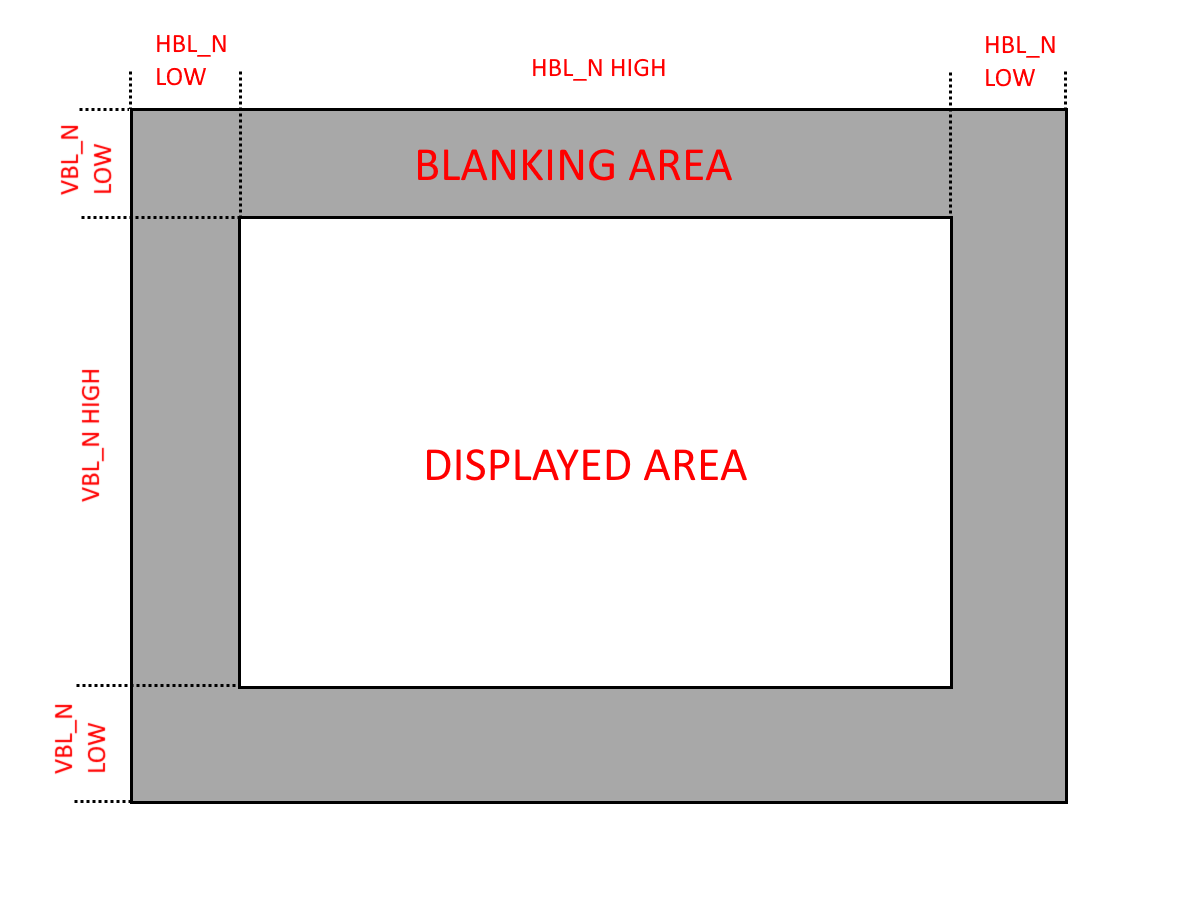 HBL_N
LOW
HBL_N HIGH
HBL_N
LOW
VBL_N
LOW
BLANKING AREA
VBL_N HIGH
DISPLAYED AREA
VBL_N
LOW